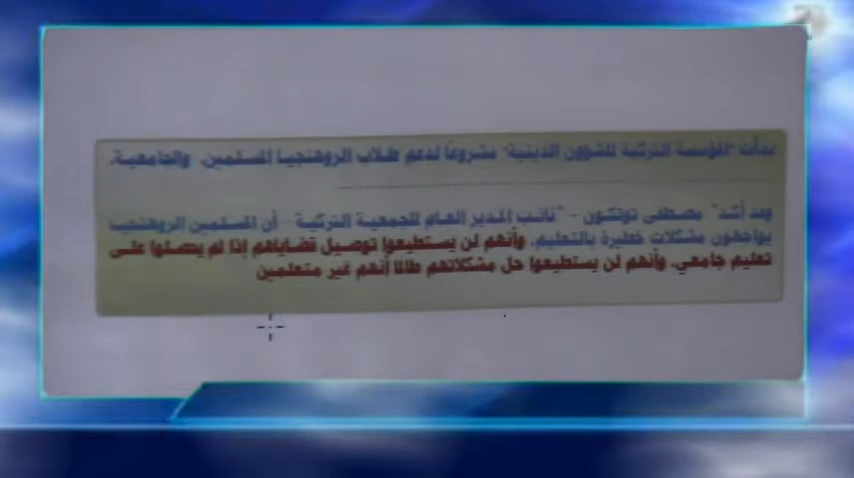 بدأت "المؤسسة التركية للشؤون الدينية" مشروعًا لدعم طلاب الروهنجيا المسلمين، والجامعية.
وقد أكد" مصطفى توتكون - "نائب المدير العام للجمعية التركية - أن المسلمين الروهنجيا
يواجهون مشكلات خطيرة بالتعليم، وأنهم لن يستطيعوا توصيل قضاياهم إذا لم يحصلوا على
تعليم جامعي، وأنهم لن يستطيعوا حل مشكلاتهم طالما أنهم غير متعلمين